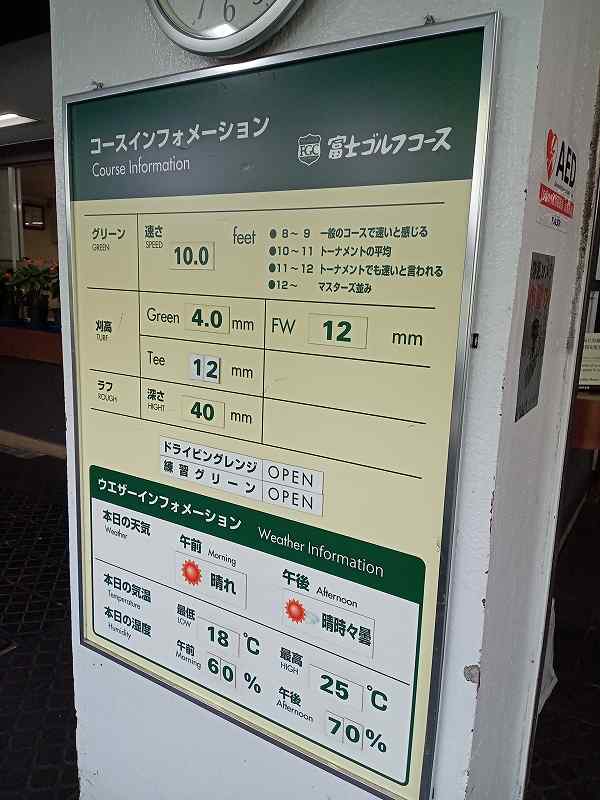 コースインフォメーション
Course Information
FGC 富士ゴルフコース
グリーン 速さ 10.0 feet
GREEN SPEED
● 8～ 9 一般のコースで速いと感じる
●10～11 トーナメントの平均
●11～12 トーナメントでも速いと言われる
●12～ マスターズ並み
刈高 Green 4.0 mm FW 12 mm
TURF
Tee 12 mm
ラフ 深さ 40 mm
ROUGH HIGHT
ドライビングレンジ OPEN
練習グリーン OPEN
ウエザーインフォメーション Weather Information
本日の天気 午前 Morning 午後 Afternoon
Weather
晴れ 晴時々曇
本日の気温 最低 18 ℃ 最高 25 ℃
Temperature LOW HIGH
本日の湿度 午前 60 % 午後 70 %
Humidity Morning Afternoon
AED